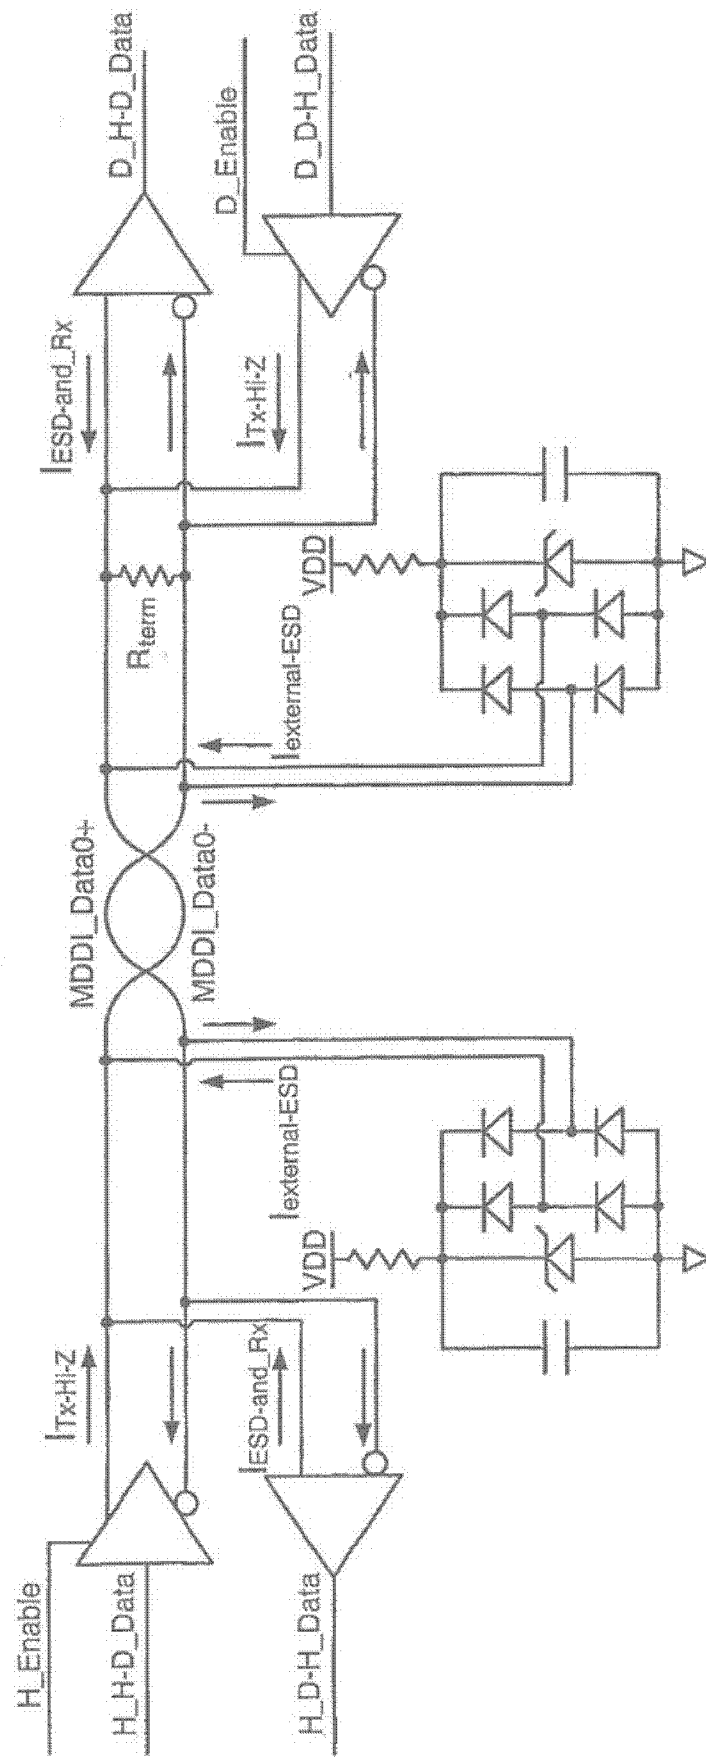 H_Enable
H_H-D_Data
H_D-H_Data
ITx-Hi-Z
IESD-and_Rx
VDD
Iexternal-ESD
MDDI_Data0+
MDDI_Data0-
Iexternal-ESD
Rterm
VDD
IESD-and_Rx
ITx-Hi-Z
D_H-D_Data
D_Enable
D_D-H_Data